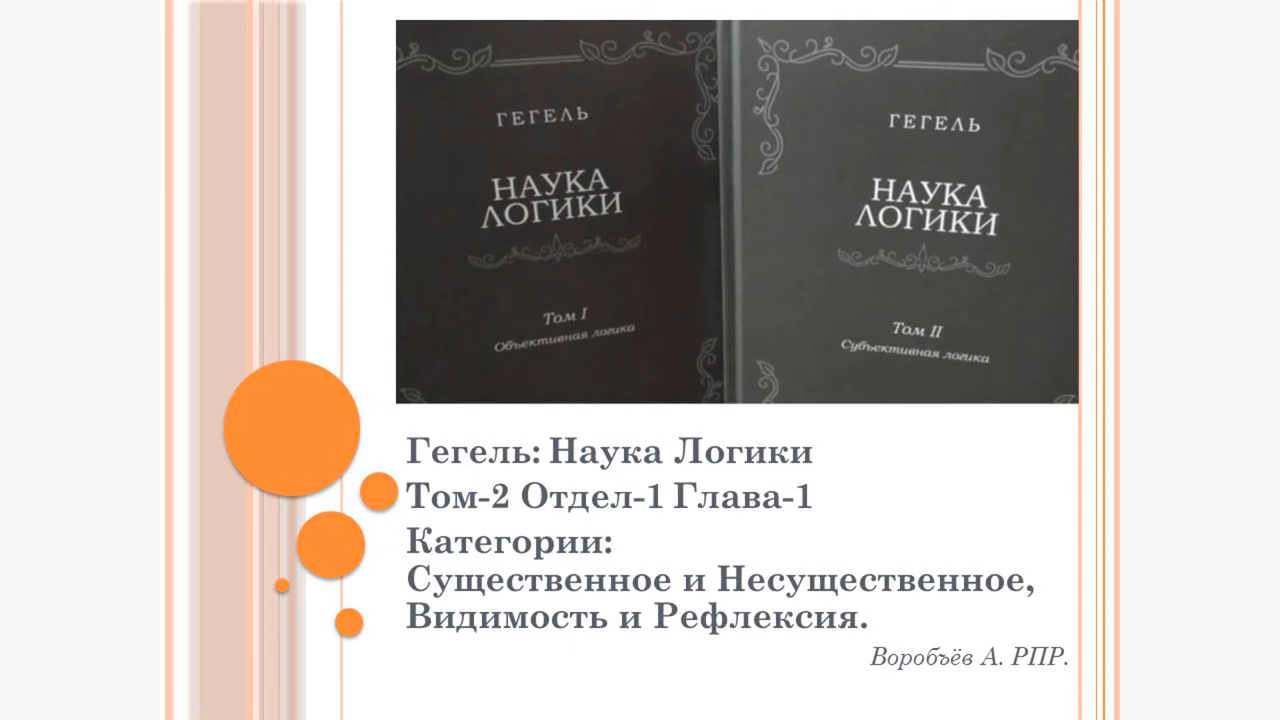 ГЕГЕЛЬ
НАУКА
ЛОГИКИ
Том I
Объективная логика
ГЕГЕЛЬ
НАУКА
ЛОГИКИ
Том II
Субъективная логика
Гегель: Наука Логики
Том-2 Отдел-1 Глава-1
Категории:
Существенное и Несущественное,
Видимость и Рефлексия.
Воробъёв А. РПР.